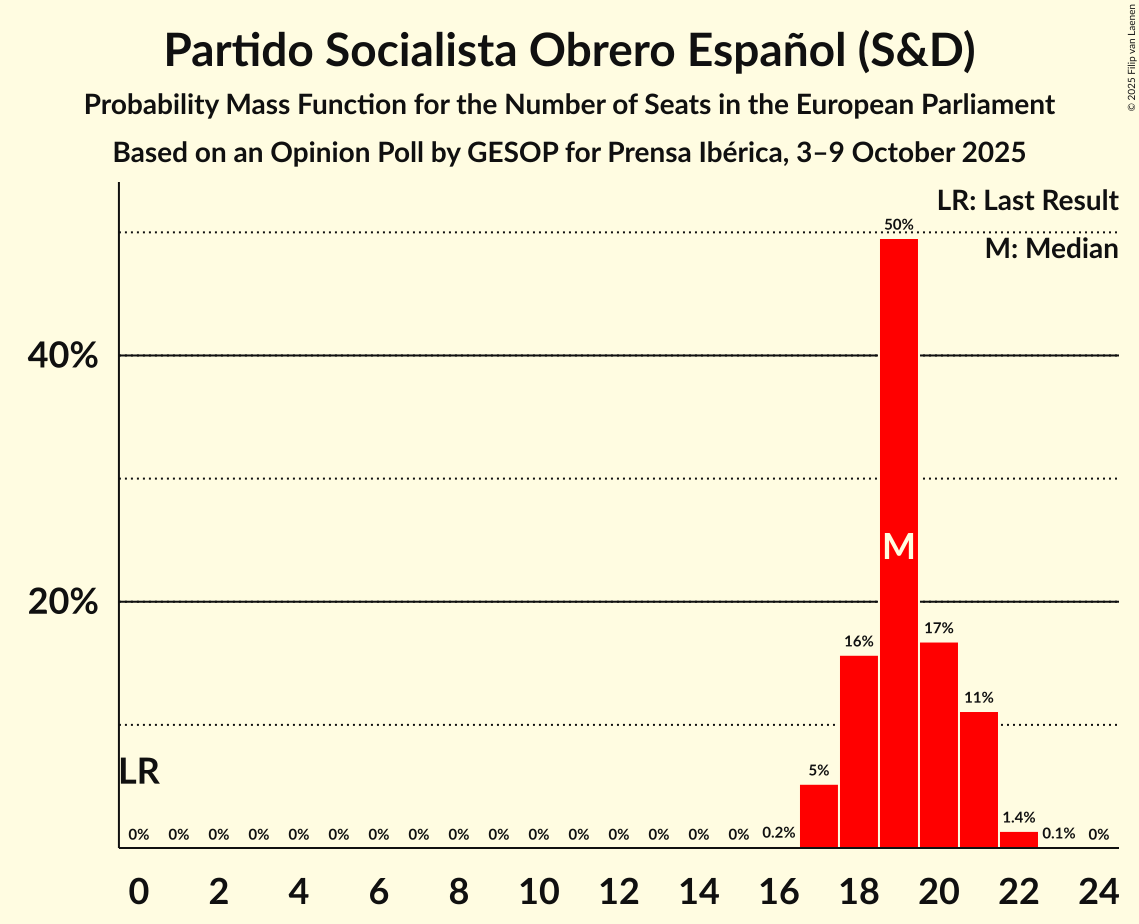 Partido Socialista Obrero Español (S&D)
Probability Mass Function for the Number of Seats in the European Parliament
Based on an Opinion Poll by GESOP for Prensa Ibérica, 3–9 October 2025
© 2025 Filip van Laenen
LR: Last Result
M: Median
50%
40%
M
20%
17%
16%
11%
LR
5%
1.4%
0% 0% 0% 0% 0% 0% 0% 0% 0% 0% 0% 0% 0% 0% 0% 0% 0.2% 0.1% 0%
0 2 4 6 8 10 12 14 16 18 20 22 24